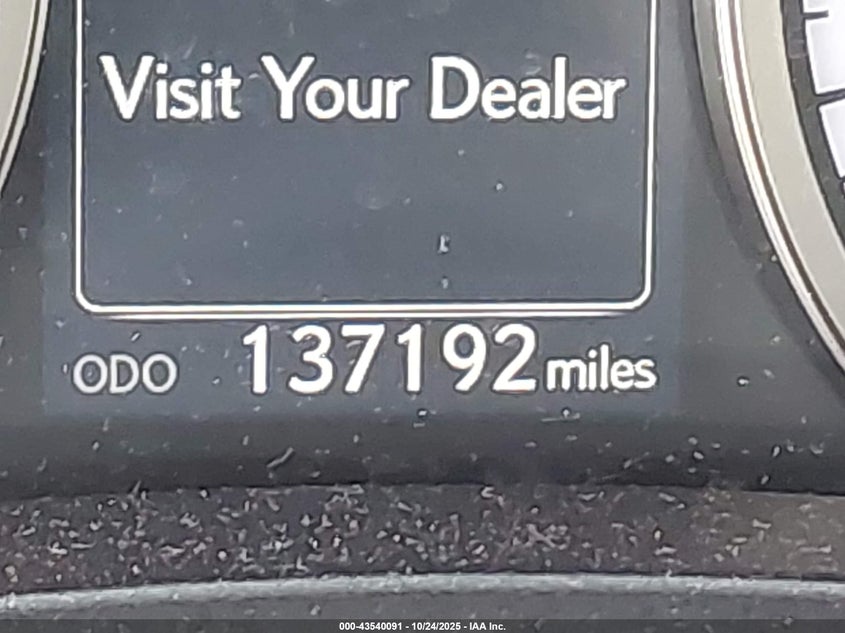 Visit Your Dealer
ODO 137192 miles
000-43540091 - 10/24/2025 - IAA Inc.